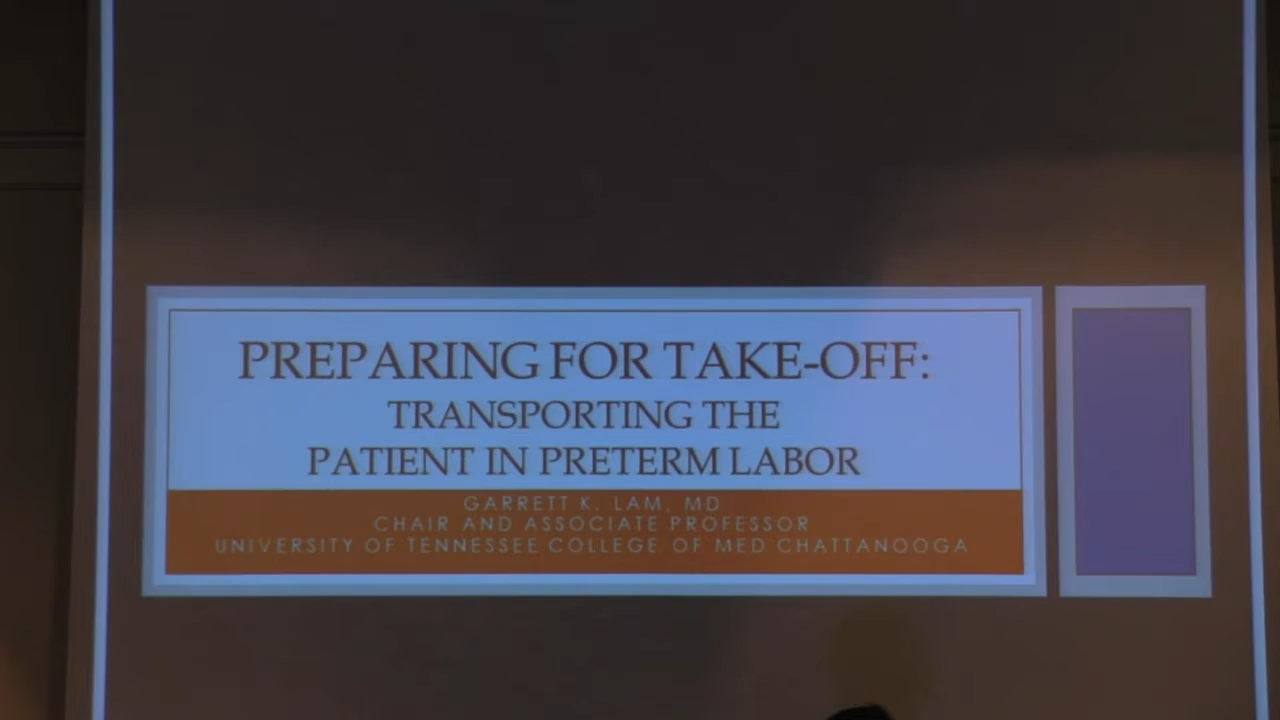 PREPARING FOR TAKE-OFF:
TRANSPORTING THE
PATIENT IN PRETERM LABOR
GARRETT K. LAM, MD
CHAIR AND ASSOCIATE PROFESSOR
UNIVERSITY OF TENNESSEE COLLEGE OF MED CHATTANOOGA